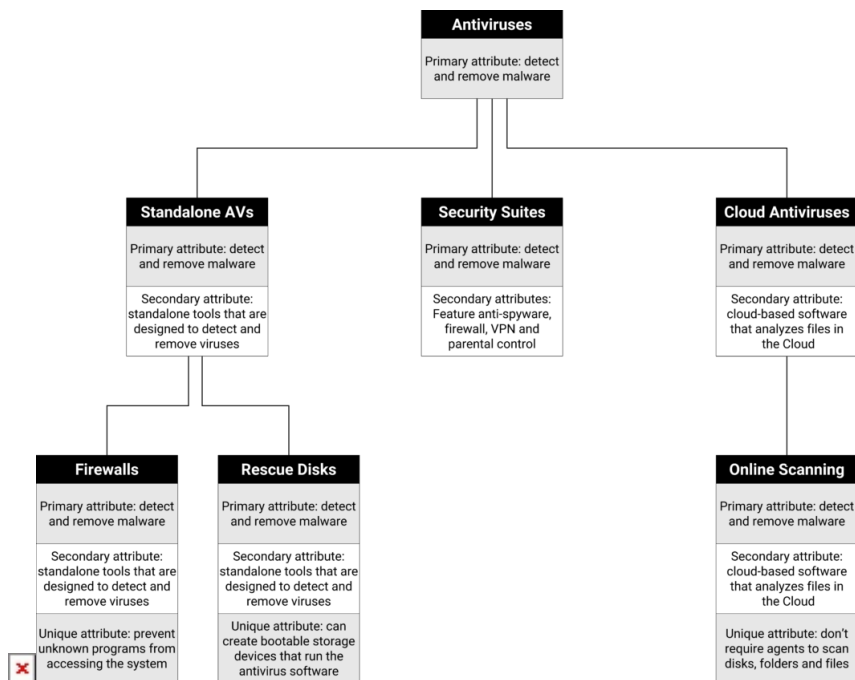 Antiviruses
Primary attribute: detect
and remove malware
Standalone AVs
Primary attribute: detect
and remove malware
Secondary attribute:
standalone tools that are
designed to detect and
remove viruses
Security Suites
Primary attribute: detect
and remove malware
Secondary attributes:
Feature anti-spyware,
firewall, VPN and
parental control
Cloud Antiviruses
Primary attribute: detect
and remove malware
Secondary attribute:
cloud-based software
that analyzes files in
the Cloud
Firewalls
Primary attribute: detect
and remove malware
Secondary attribute:
standalone tools that are
designed to detect and
remove viruses
Unique attribute: prevent
unknown programs from
accessing the system
Rescue Disks
Primary attribute: detect
and remove malware
Secondary attribute:
standalone tools that are
designed to detect and
remove viruses
Unique attribute: can
create bootable storage
devices that run the
antivirus software
Online Scanning
Primary attribute: detect
and remove malware
Secondary attribute:
cloud-based software
that analyzes files in
the Cloud
Unique attribute: don't
require agents to scan
disks, folders and files